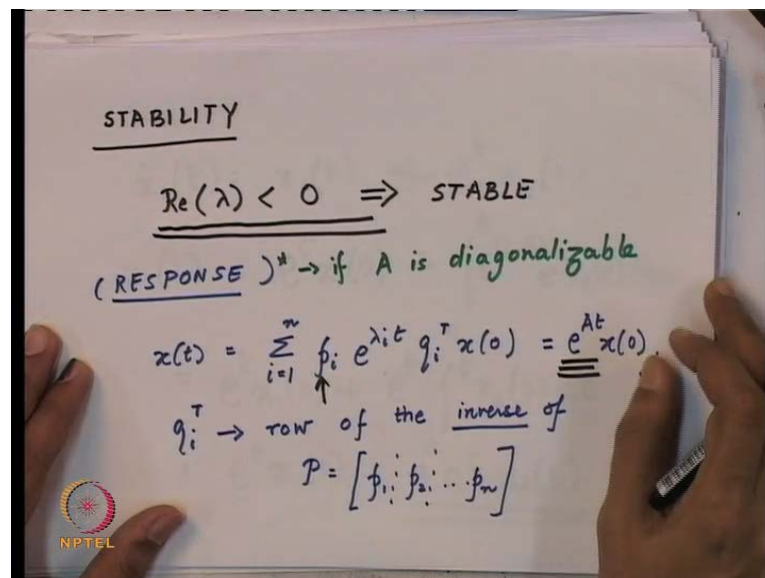 STABILITY
Re(λ) < 0 ⇒ STABLE
(RESPONSE)* → if A is diagonalizable
x(t) = ∑_{i=1}^{n} p_i e^{λ_i t} q_i^T x(0) = e^{At} x(0).
q_i^T → row of the inverse of
P = [p_1 ⋮ p_2 ⋮ ... p_n]
NPTEL